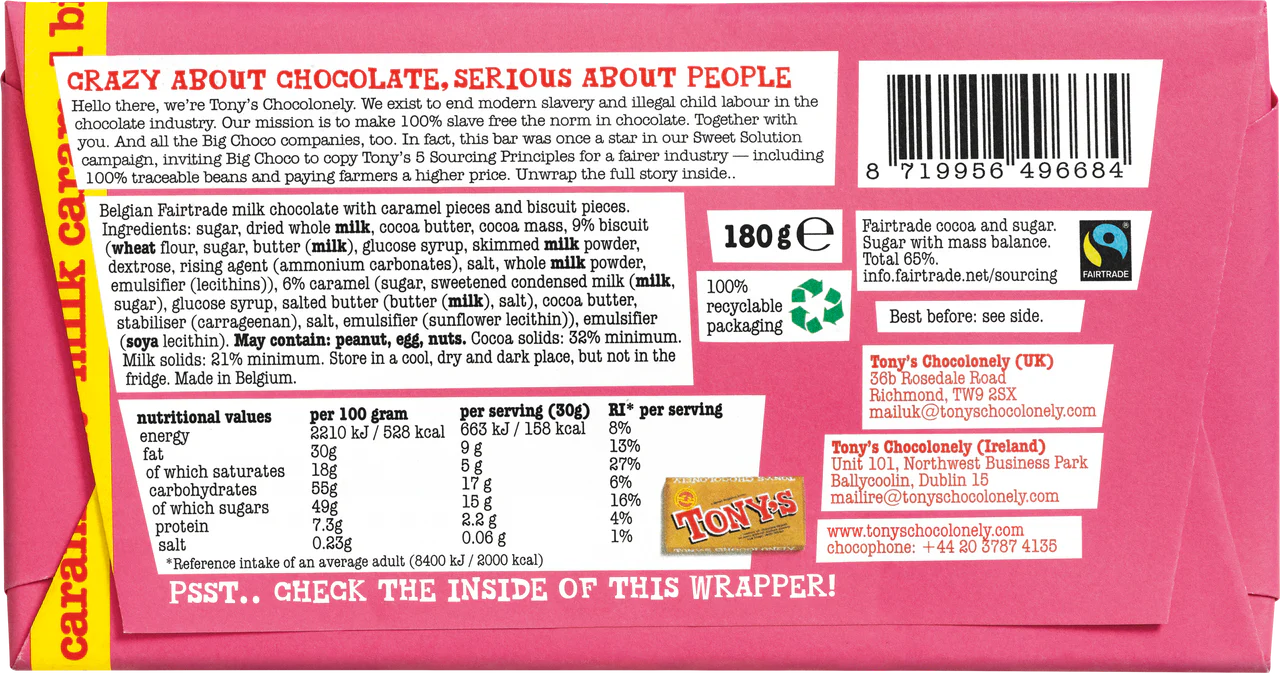 caramel biscuit
milk caramel bi
CRAZY ABOUT CHOCOLATE, SERIOUS ABOUT PEOPLE
Hello there, we're Tony's Chocolonely. We exist to end modern slavery and illegal child labour in the
chocolate industry. Our mission is to make 100% slave free the norm in chocolate. Together with
you. And all the Big Choco companies, too. In fact, this bar was once a star in our Sweet Solution
campaign, inviting Big Choco to copy Tony's 5 Sourcing Principles for a fairer industry — including
100% traceable beans and paying farmers a higher price. Unwrap the full story inside..
8 719956 496684
Belgian Fairtrade milk chocolate with caramel pieces and biscuit pieces.
Ingredients: sugar, dried whole milk, cocoa butter, cocoa mass, 9% biscuit
(wheat flour, sugar, butter (milk), glucose syrup, skimmed milk powder,
dextrose, rising agent (ammonium carbonates), salt, whole milk powder,
emulsifier (lecithins)), 6% caramel (sugar, sweetened condensed milk (milk,
sugar), glucose syrup, salted butter (butter (milk), salt), cocoa butter,
stabiliser (carrageenan), salt, emulsifier (sunflower lecithin)), emulsifier
(soya lecithin). May contain: peanut, egg, nuts. Cocoa solids: 32% minimum.
Milk solids: 21% minimum. Store in a cool, dry and dark place, but not in the
fridge. Made in Belgium.
180g e
100%
recyclable
packaging
Fairtrade cocoa and sugar.
Sugar with mass balance.
Total 65%.
info.fairtrade.net/sourcing
®
FAIRTRADE
Best before: see side.
Tony's Chocolonely (UK)
36b Rosedale Road
Richmond, TW9 2SX
mailuk@tonyschocolonely.com
Tony's Chocolonely (Ireland)
Unit 101, Northwest Business Park
Ballycoolin, Dublin 15
mailire@tonyschocolonely.com
www.tonyschocolonely.com
chocophone: +44 20 3787 4135
nutritional values per 100 gram per serving (30g) RI* per serving
energy 2210 kJ / 528 kcal 663 kJ / 158 kcal 8%
fat 30g 9 g 13%
of which saturates 18g 5 g 27%
carbohydrates 55g 17 g 6%
of which sugars 49g 15 g 16%
protein 7.3g 2.2 g 4%
salt 0.23g 0.06 g 1%
*Reference intake of an average adult (8400 kJ / 2000 kcal)
TONY'S
PSST.. CHECK THE INSIDE OF THIS WRAPPER!